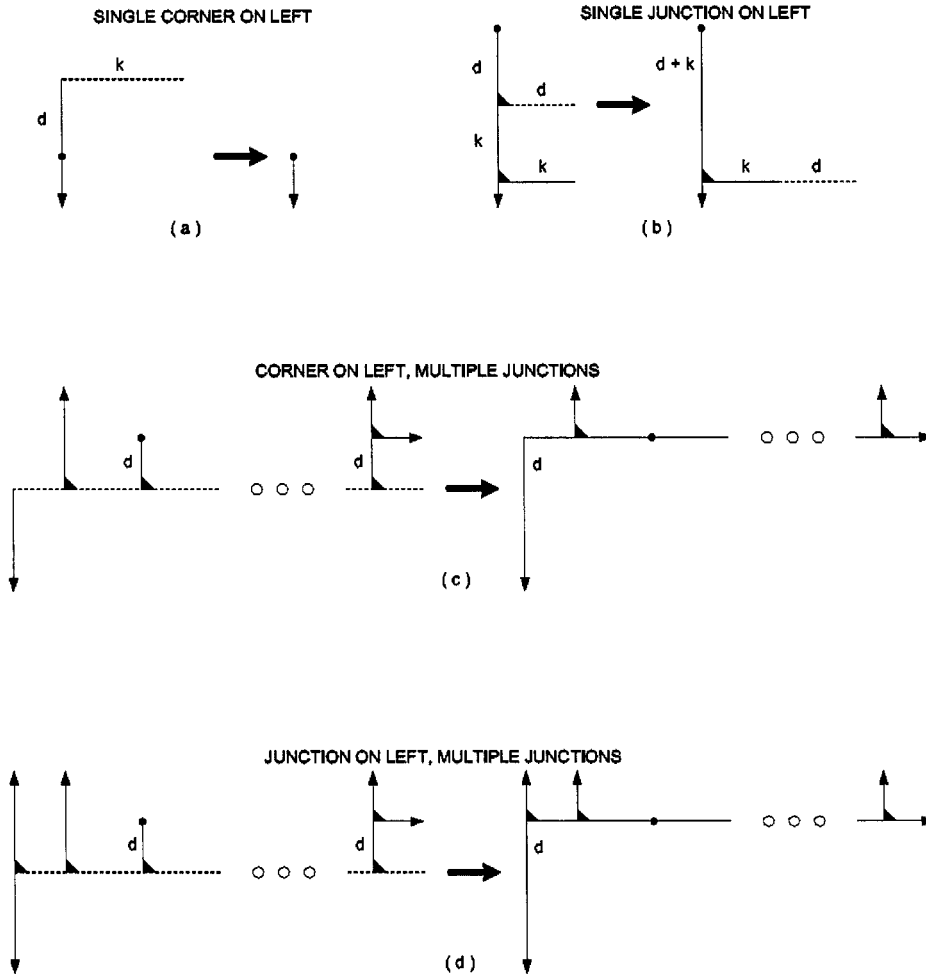 SINGLE CORNER ON LEFT
k
d
(a)
SINGLE JUNCTION ON LEFT
d
d
k
k
d + k
k
d
(b)
CORNER ON LEFT, MULTIPLE JUNCTIONS
d
d
d
(c)
JUNCTION ON LEFT, MULTIPLE JUNCTIONS
d
d
d
(d)